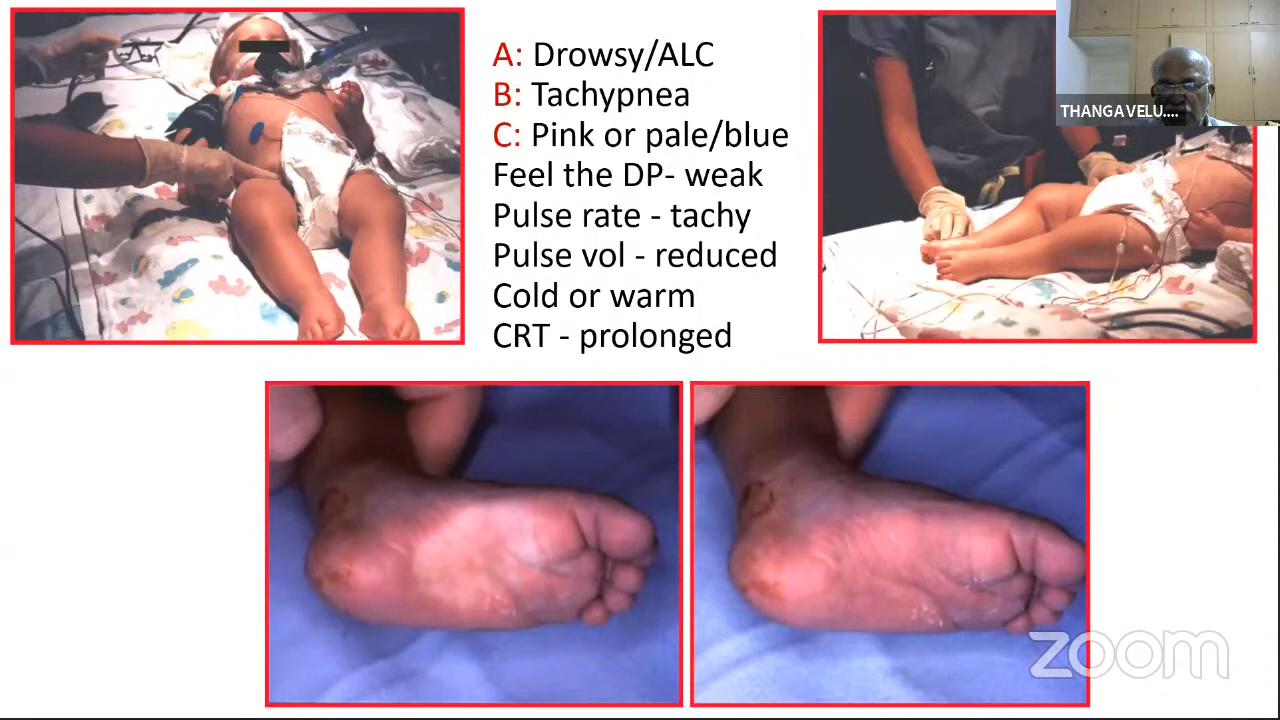 A: Drowsy/ALC
B: Tachypnea
C: Pink or pale/blue
Feel the DP- weak
Pulse rate - tachy
Pulse vol - reduced
Cold or warm
CRT - prolonged
THANGAVELU....
zoom